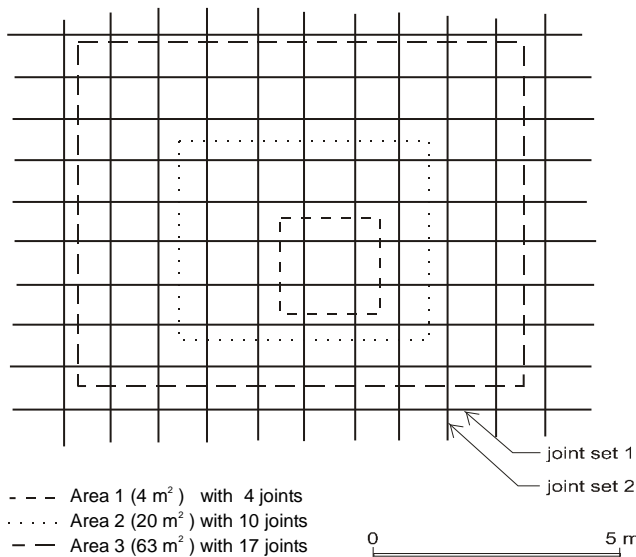 joint set 1
joint set 2
Area 1 (4 m²) with 4 joints
Area 2 (20 m²) with 10 joints
Area 3 (63 m²) with 17 joints
0 5 m